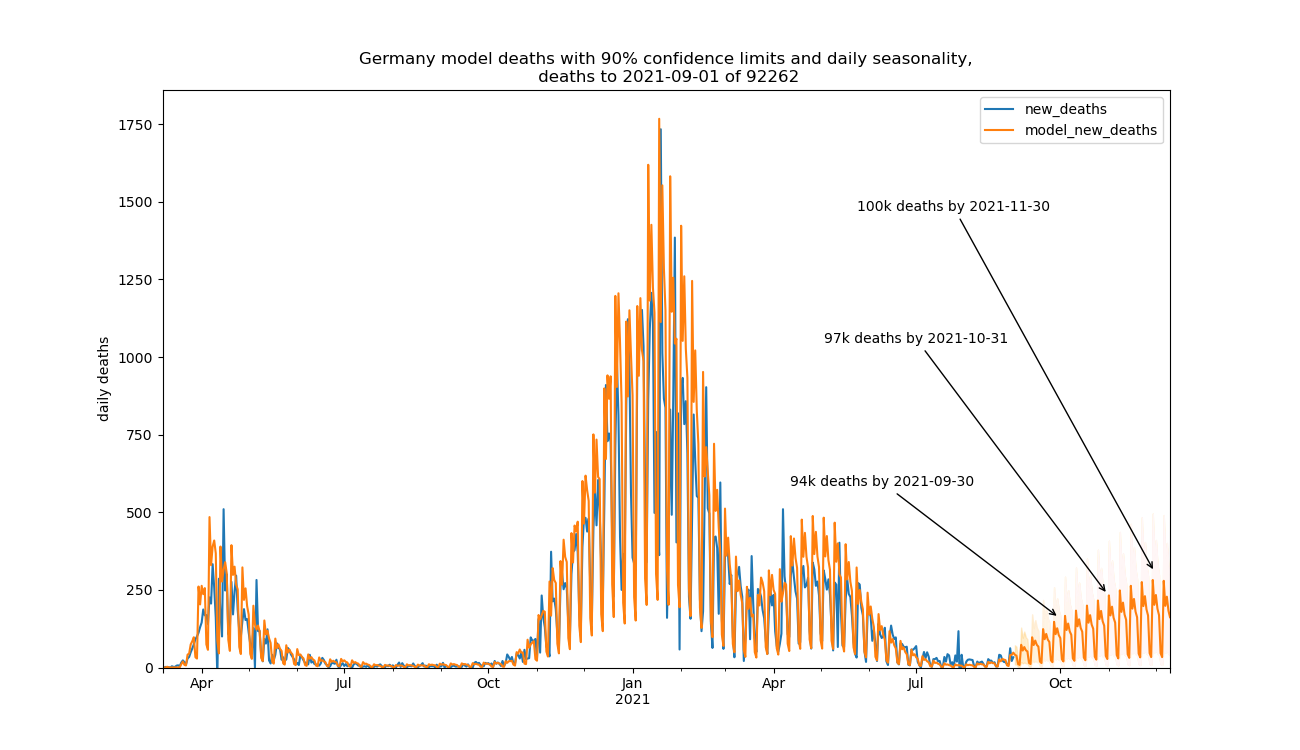 Germany model deaths with 90% confidence limits and daily seasonality,
deaths to 2021-09-01 of 92262
new_deaths
model_new_deaths
1750
1500
1250
1000
750
500
250
0
daily deaths
100k deaths by 2021-11-30
97k deaths by 2021-10-31
94k deaths by 2021-09-30
Apr Jul Oct Jan Apr Jul Oct
2021